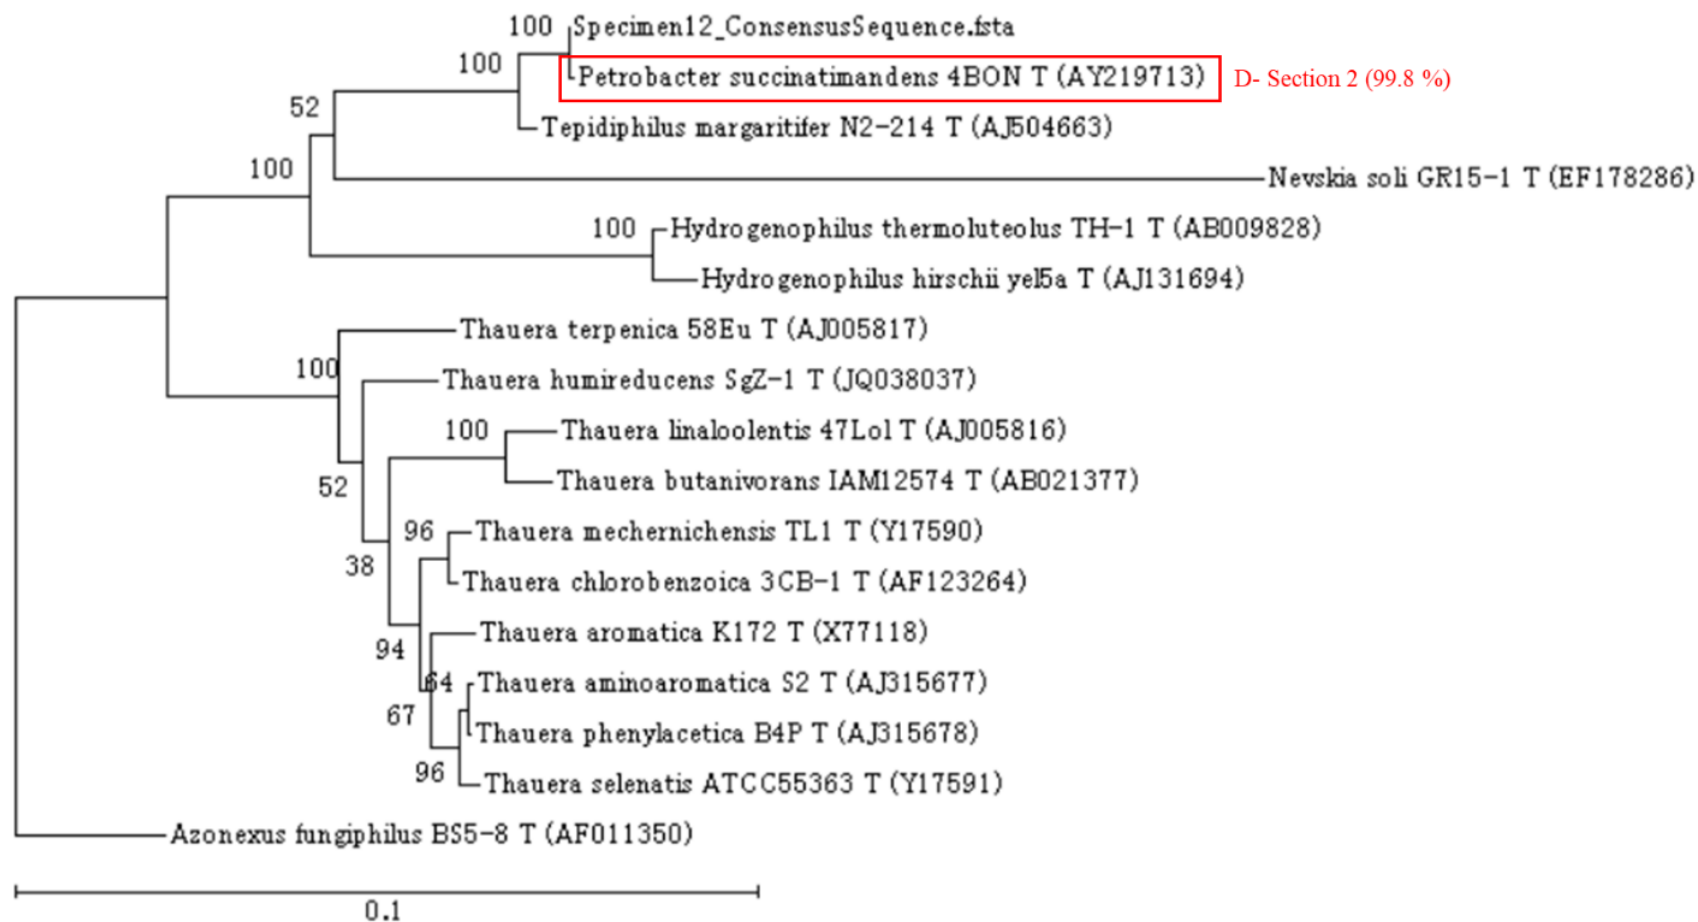 100 Specimen12_ConsensusSequence.fsta
100 Petrobacter succinatimandens 4BON T (AY219713) D- Section 2 (99.8 %)
52 Tepidiphilus margaritifer N2-214 T (AJ504663)
100 Nevskia soli GR15-1 T (EF178286)
100 Hydrogenophilus thermoluteolus TH-1 T (AB009828)
Hydrogenophilus hirschii yel5a T (AJ131694)
Thauera terpenica 58Eu T (AJ005817)
100 Thauera humireducens SgZ-1 T (JQ038037)
100 Thauera linaloolentis 47Lol T (AJ005816)
52 Thauera butanivorans IAM12574 T (AB021377)
96 Thauera mechernichensis TL1 T (Y17590)
38 Thauera chlorobenzoica 3CB-1 T (AF123264)
94 Thauera aromatica K172 T (X77118)
64 Thauera aminoaromatica S2 T (AJ315677)
67 Thauera phenylacetica B4P T (AJ315678)
96 Thauera selenatis ATCC55363 T (Y17591)
Azonexus fungiphilus BS5-8 T (AF011350)
0.1